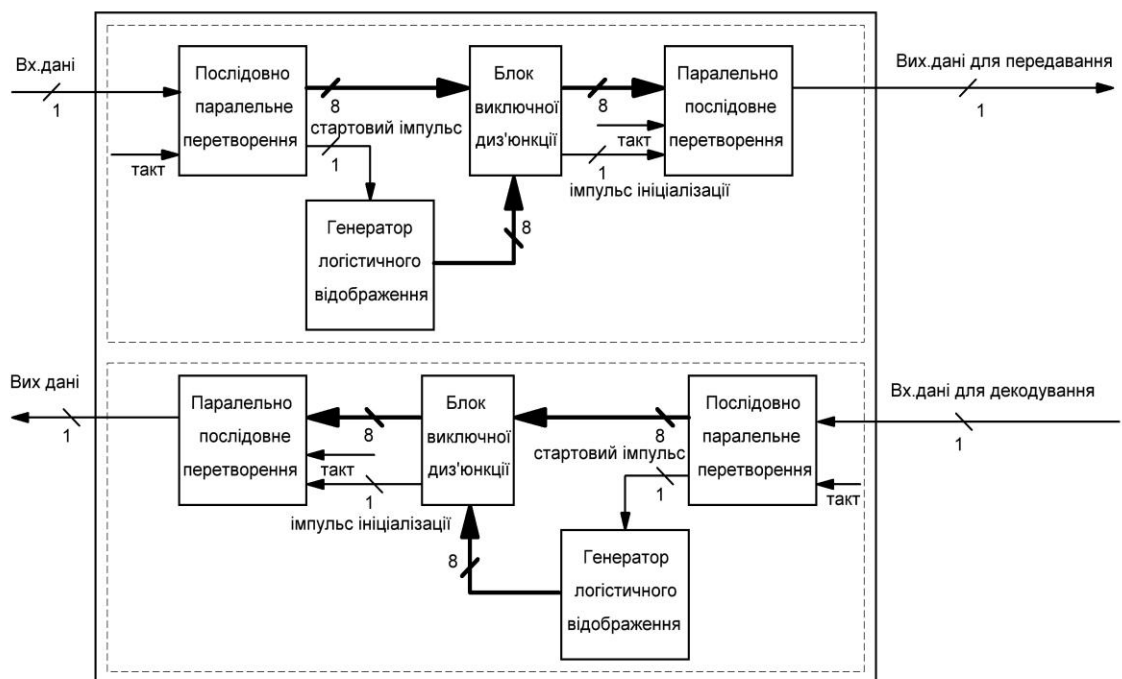 Вх.дані
1
такт
Послідовно
паралельне
перетворення
8
стартовий імпульс
1
Генератор
логістичного
відображення
8
Блок
виключної
диз'юнкції
8
такт
1
імпульс ініціалізації
Паралельно
послідовне
перетворення
Вих.дані для передавання
1
Вих дані
1
Паралельно
послідовне
перетворення
8
такт
1
імпульс ініціалізації
Блок
виключної
диз'юнкції
8
8
стартовий імпульс
1
Генератор
логістичного
відображення
Послідовно
паралельне
перетворення
Вх.дані для декодування
1
такт